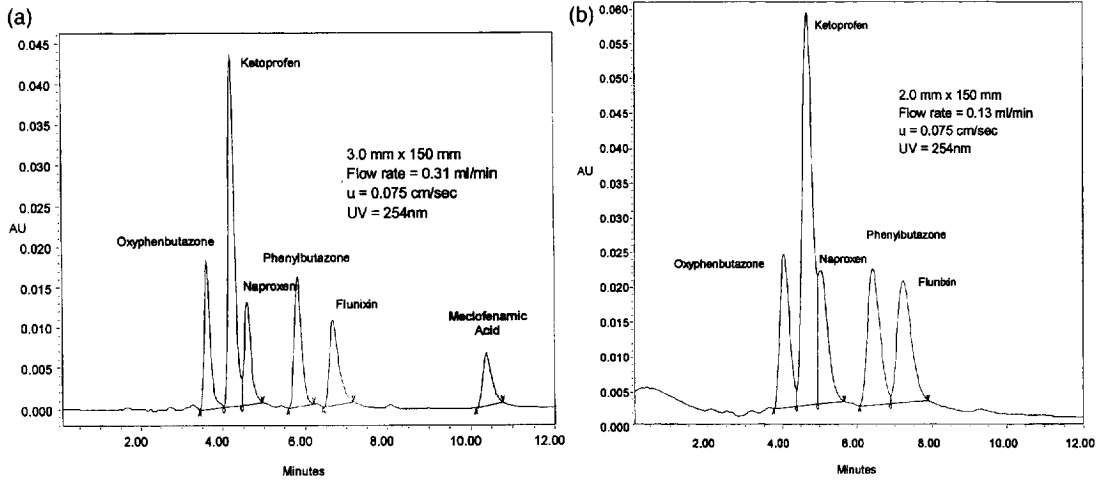 (a)
0.045
0.040
0.035
0.030
0.025
0.020
AU
0.015
0.010
0.005
0.000
Ketoprofen
3.0 mm x 150 mm
Flow rate = 0.31 ml/min
u = 0.075 cm/sec
UV = 254nm
Oxyphenbutazone
Phenylbutazone
Naproxen
Flunixin
Meclofenamic
Acid
2.00
4.00
6.00
8.00
10.00
12.00
Minutes
(b)
0.060
0.055
0.050
0.045
0.040
AU
0.035
0.030
0.025
0.020
0.015
0.010
0.005
0.000
Ketoprofen
2.0 mm x 150 mm
Flow rate = 0.13 ml/min
u = 0.075 cm/sec
UV = 254nm
Phenylbutazone
Oxyphenbutazone
Naproxen
Flunixin
2.00
4.00
6.00
8.00
10.00
12.00
Minutes